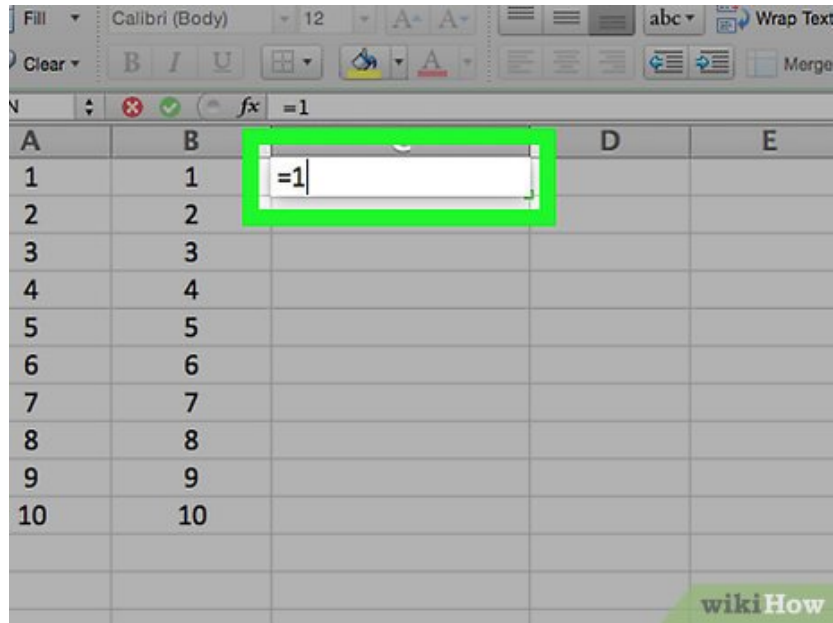 Fill Calibri (Body) 12 A A abc Wrap Text
Clear B I U A Merge
fx =1
A B D E
1 1 =1
2 2
3 3
4 4
5 5
6 6
7 7
8 8
9 9
10 10
wikiHow